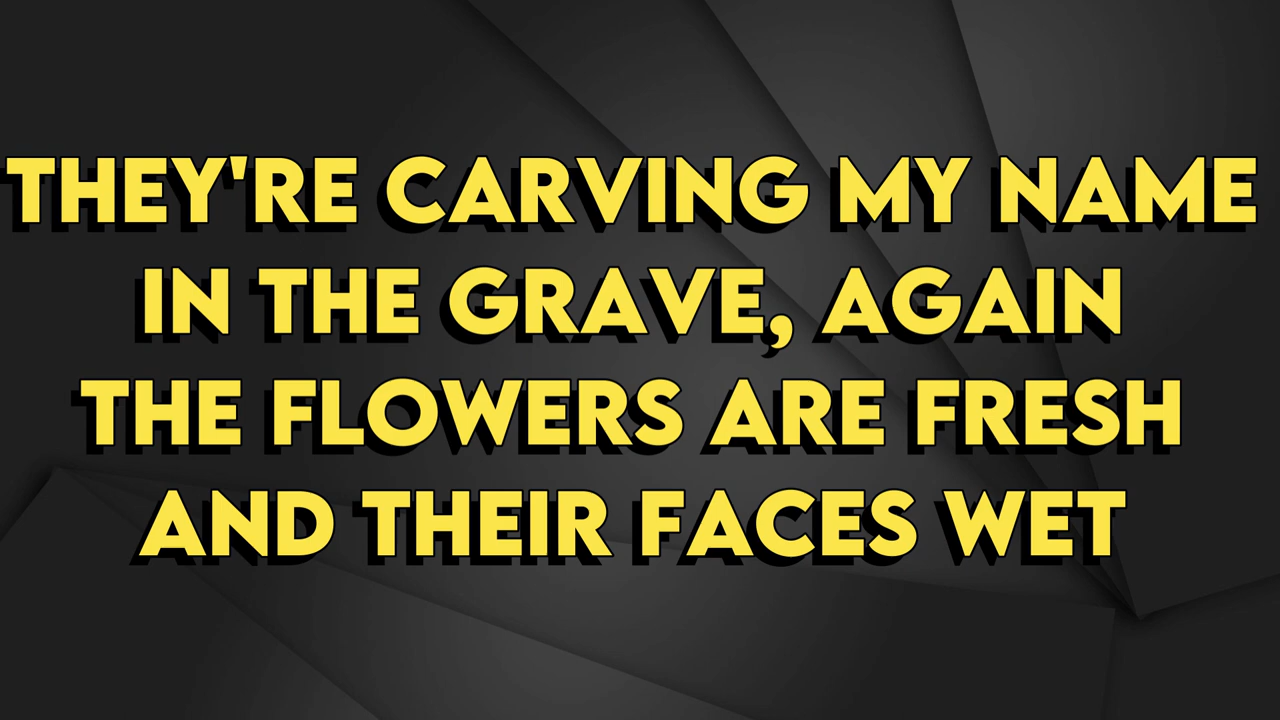 THEY'RE CARVING MY NAME
IN THE GRAVE, AGAIN
THE FLOWERS ARE FRESH
AND THEIR FACES WET